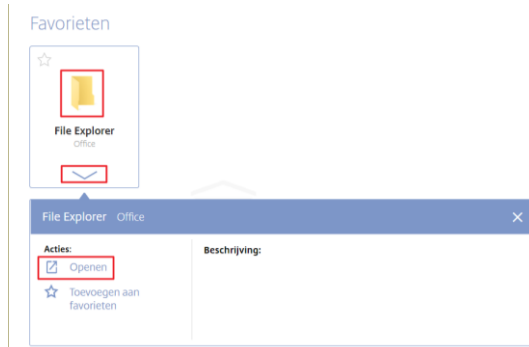 Favorieten
File Explorer
Office
File Explorer Office
Acties:
Openen
Toevoegen aan
favorieten
Beschrijving: